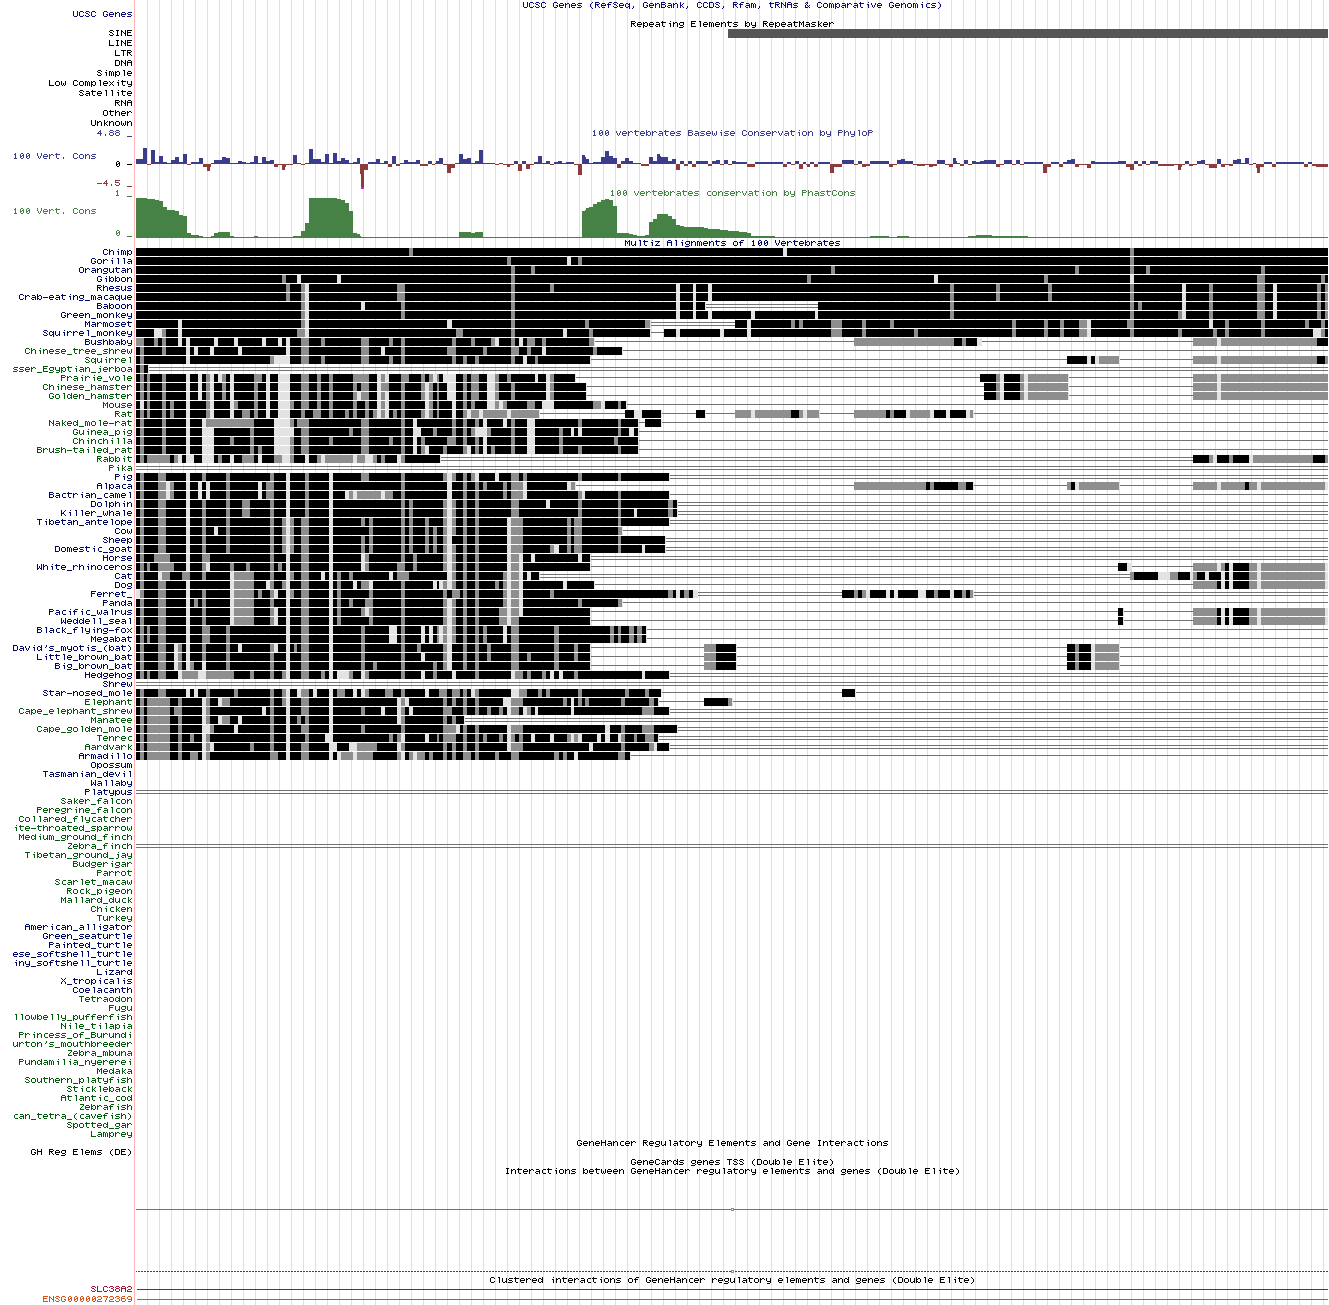 UCSC Genes (RefSeq, GenBank, CCDS, Rfam, tRNAs & Comparative Genomics)
UCSC Genes
Repeating Elements by RepeatMasker
SINE
LINE
LTR
DNA
Simple
Low Complexity
Satellite
RNA
Other
Unknown
4.88 _
100 vertebrates Basewise Conservation by PhyloP
100 Vert. Cons
0 –
-4.5 _
1 _
100 vertebrates conservation by PhastCons
100 Vert. Cons
0 _
Multiz Alignments of 100 Vertebrates
Chimp
Gorilla
Orangutan
Gibbon
Rhesus
Crab-eating_macaque
Baboon
Green_monkey
Marmoset
Squirrel_monkey
Bushbaby
Chinese_tree_shrew
Squirrel
sser_Egyptian_jerboa
Prairie_vole
Chinese_hamster
Golden_hamster
Mouse
Rat
Naked_mole-rat
Guinea_pig
Chinchilla
Brush-tailed_rat
Rabbit
Pika
Pig
Alpaca
Bactrian_camel
Dolphin
Killer_whale
Tibetan_antelope
Cow
Sheep
Domestic_goat
Horse
White_rhinoceros
Cat
Dog
Ferret_
Panda
Pacific_walrus
Weddell_seal
Black_flying-fox
Megabat
David's_myotis_(bat)
Little_brown_bat
Big_brown_bat
Hedgehog
Shrew
Star-nosed_mole
Elephant
Cape_elephant_shrew
Manatee
Cape_golden_mole
Tenrec
Aardvark
Armadillo
Opossum
Tasmanian_devil
Wallaby
Platypus
Saker_falcon
Peregrine_falcon
Collared_flycatcher
ite-throated_sparrow
Medium_ground_finch
Zebra_finch
Tibetan_ground_jay
Budgerigar
Parrot
Scarlet_macaw
Rock_pigeon
Mallard_duck
Chicken
Turkey
American_alligator
Green_seaturtle
Painted_turtle
ese_softshell_turtle
iny_softshell_turtle
Lizard
X_tropicalis
Coelacanth
Tetraodon
Fugu
llowbelly_pufferfish
Nile_tilapia
Princess_of_Burundi
urton's_mouthbreeder
Zebra_mbuna
Pundamilia_nyererei
Medaka
Southern_platyfish
Stickleback
Atlantic_cod
Zebrafish
can_tetra_(cavefish)
Spotted_gar
Lamprey
GeneHancer Regulatory Elements and Gene Interactions
GH Reg Elems (DE)
GeneCards genes TSS (Double Elite)
Interactions between GeneHancer regulatory elements and genes (Double Elite)
Clustered interactions of GeneHancer regulatory elements and genes (Double Elite)
SLC38A2
ENSG00000272369